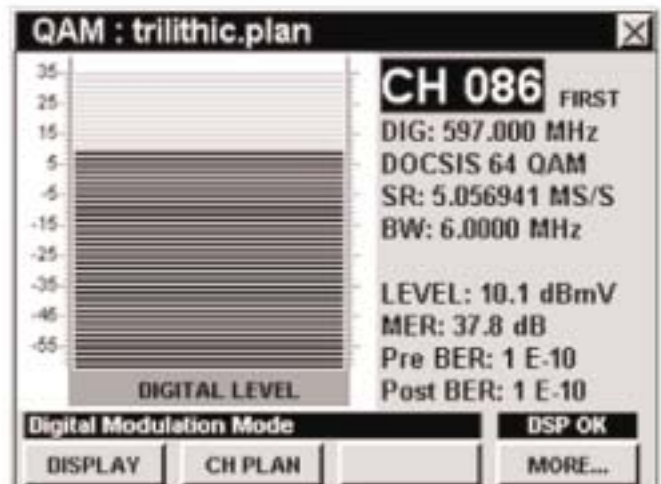 QAM : trilithic.plan
35
25
15
5
-5
-15
-25
-35
-45
-55
DIGITAL LEVEL
CH 086 FIRST
DIG: 597.000 MHz
DOCSIS 64 QAM
SR: 5.056941 MS/S
BW: 6.0000 MHz
LEVEL: 10.1 dBmV
MER: 37.8 dB
Pre BER: 1 E-10
Post BER: 1 E-10
Digital Modulation Mode DSP OK
DISPLAY CH PLAN MORE...